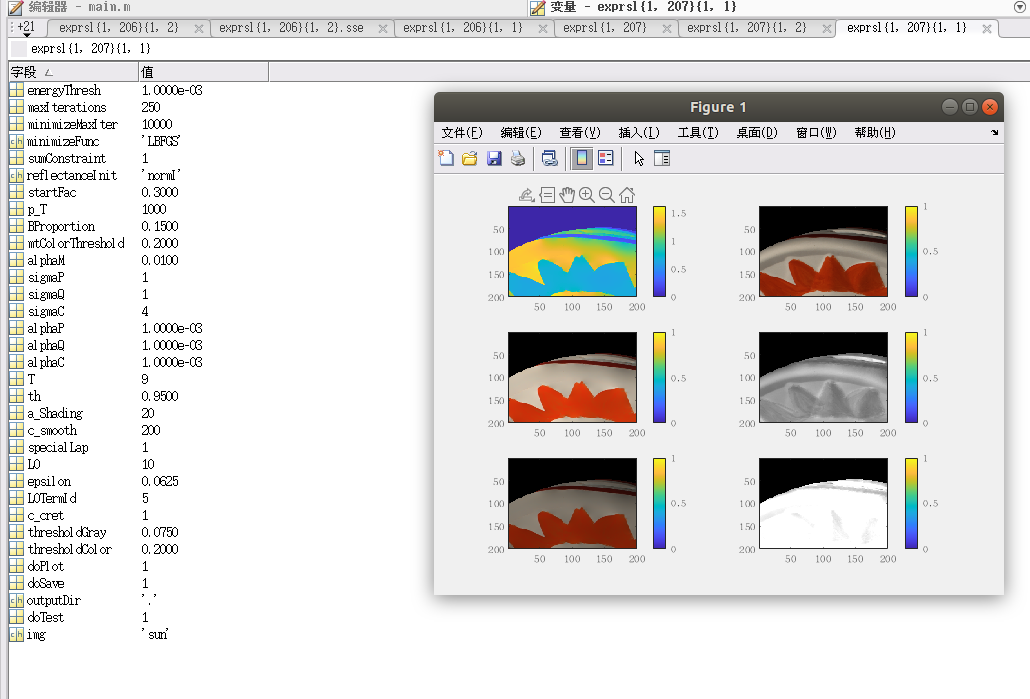 编辑器 - main.m
变量 - exprsl{1, 207}{1, 1}
+21 exprsl{1, 206}{1, 2} exprsl{1, 206}{1, 2}.sse exprsl{1, 206}{1, 1} exprsl{1, 207} exprsl{1, 207}{1, 2} exprsl{1, 207}{1, 1}
exprsl{1, 207}{1, 1}
字段 值
energyThresh 1.0000e-03
maxIterations 250
minimizeMaxIter 10000
minimizeFunc 'LBFGS'
sumConstraint 1
reflectanceInit 'normI'
startFac 0.3000
p_T 1000
BProportion 0.1500
mtColorThreshold 0.2000
alphaM 0.0100
sigmaP 1
sigmaQ 1
sigmaC 4
alphaP 1.0000e-03
alphaQ 1.0000e-03
alphaC 1.0000e-03
T 9
th 0.9500
a_Shading 20
c_smooth 200
specialLap 1
L0 10
epsilon 0.0625
L0TermId 5
c_cret 1
thresholdGray 0.0750
thresholdColor 0.2000
doPlot 1
doSave 1
outputDir '.'
doTest 1
img 'sun'
Figure 1
文件(F) 编辑(E) 查看(V) 插入(I) 工具(T) 桌面(D) 窗口(W) 帮助(H)
50
100
150
200
50 100 150 200
1.5
1
0.5
0
50
100
150
200
50 100 150 200
1
0.5
0
50
100
150
200
50 100 150 200
1
0.5
0
50
100
150
200
50 100 150 200
1
0.5
0
50
100
150
200
50 100 150 200
1
0.5
0
50
100
150
200
50 100 150 200
1
0.5
0